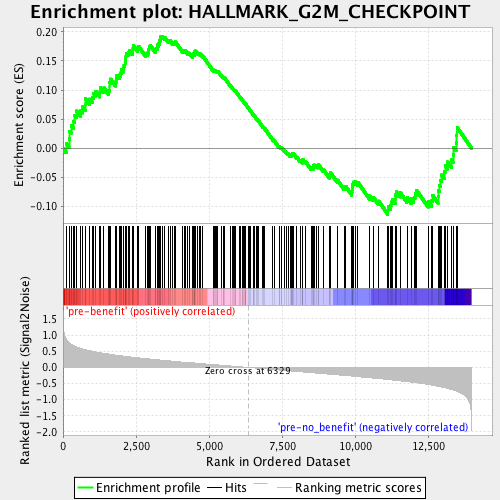 Enrichment plot: HALLMARK_G2M_CHECKPOINT
Enrichment score (ES)
0.20
0.15
0.10
0.05
0.00
-0.05
-0.10
'pre-benefit' (positively correlated)
Ranked list metric (Signal2Noise)
1.5
1.0
0.5
0.0
-0.5
-1.0
-1.5
-2.0
Zero cross at 6329
'pre-no_benefit' (negatively correlated)
0
2,500
5,000
7,500
10,000
12,500
Rank in Ordered Dataset
Enrichment profile
Hits
Ranking metric scores